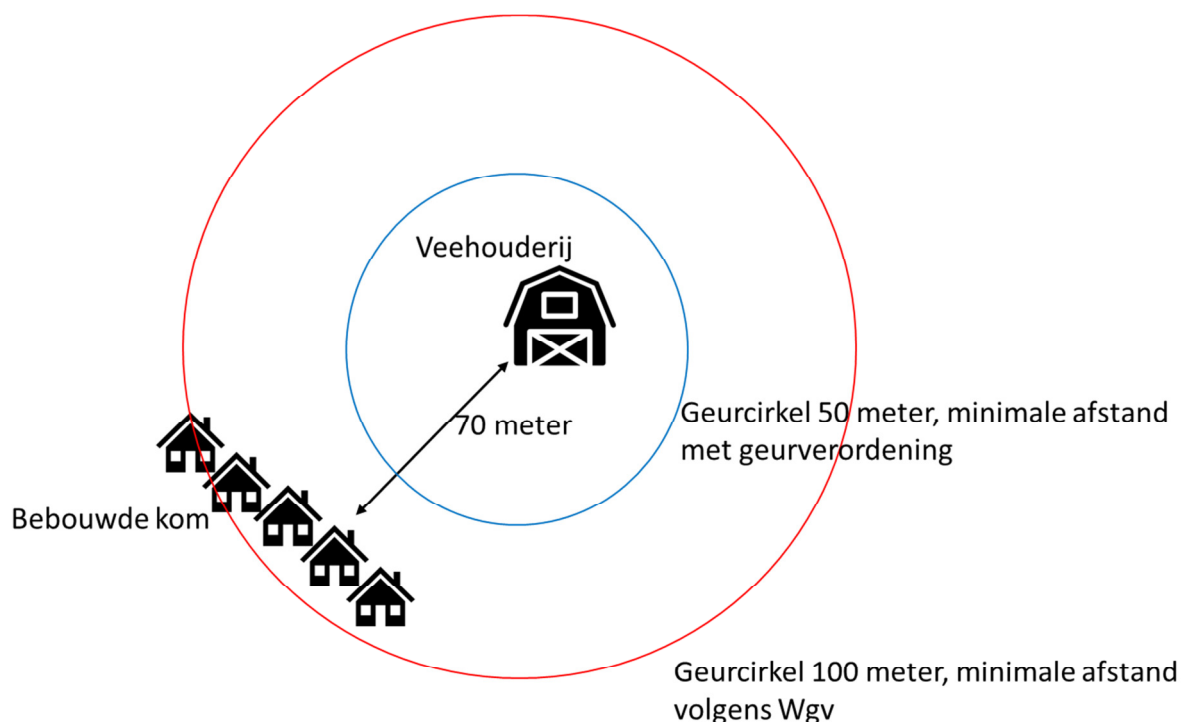 Veehouderij
70 meter
Geurcirkel 50 meter, minimale afstand
met geurverordening
Bebouwde kom
Geurcirkel 100 meter, minimale afstand
volgens Wgv